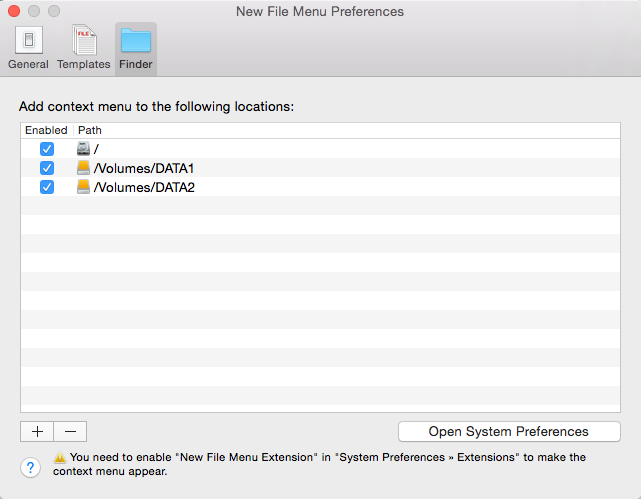 New File Menu Preferences
FILE
General Templates Finder
Add context menu to the following locations:
Enabled Path
/
/Volumes/DATA1
/Volumes/DATA2
+ − Open System Preferences
? You need to enable "New File Menu Extension" in "System Preferences » Extensions" to make the
context menu appear.